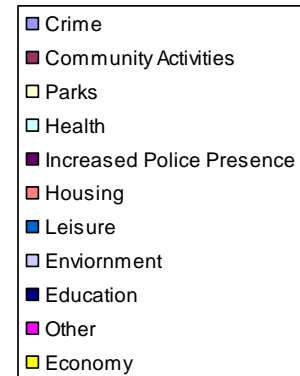 Crime
Community Activities
Parks
Health
Increased Police Presence
Housing
Leisure
Enviornment
Education
Other
Economy